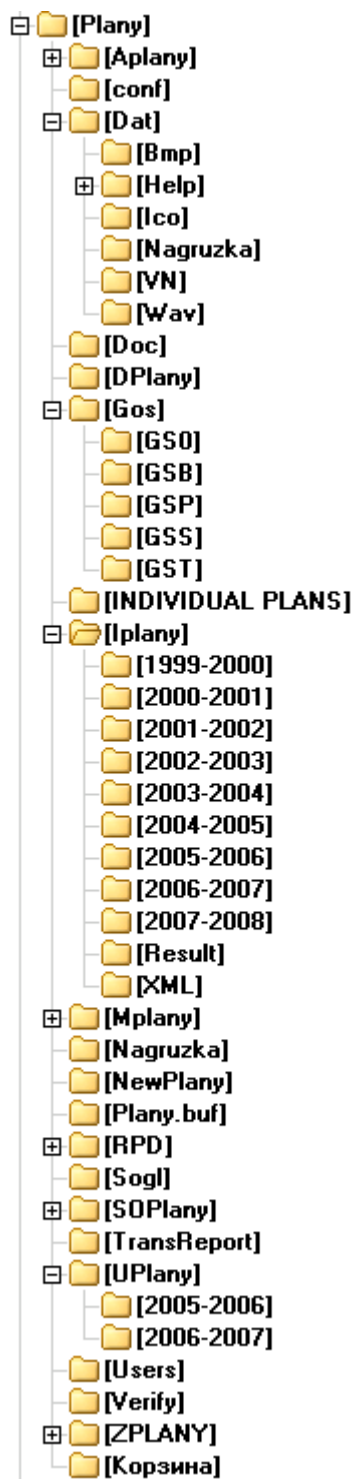 [Plany]
[Aplany]
[conf]
[Dat]
[Bmp]
[Help]
[Ico]
[Nagruzka]
[VN]
[Wav]
[Doc]
[DPlany]
[Gos]
[GS0]
[GSB]
[GSP]
[GSS]
[GST]
[INDIVIDUAL PLANS]
[Iplany]
[1999-2000]
[2000-2001]
[2001-2002]
[2002-2003]
[2003-2004]
[2004-2005]
[2005-2006]
[2006-2007]
[2007-2008]
[Result]
[XML]
[Mplany]
[Nagruzka]
[NewPlany]
[Plany.buf]
[RPD]
[Sogl]
[SOPlany]
[TransReport]
[UPlany]
[2005-2006]
[2006-2007]
[Users]
[Verify]
[ZPLANY]
[Корзина]